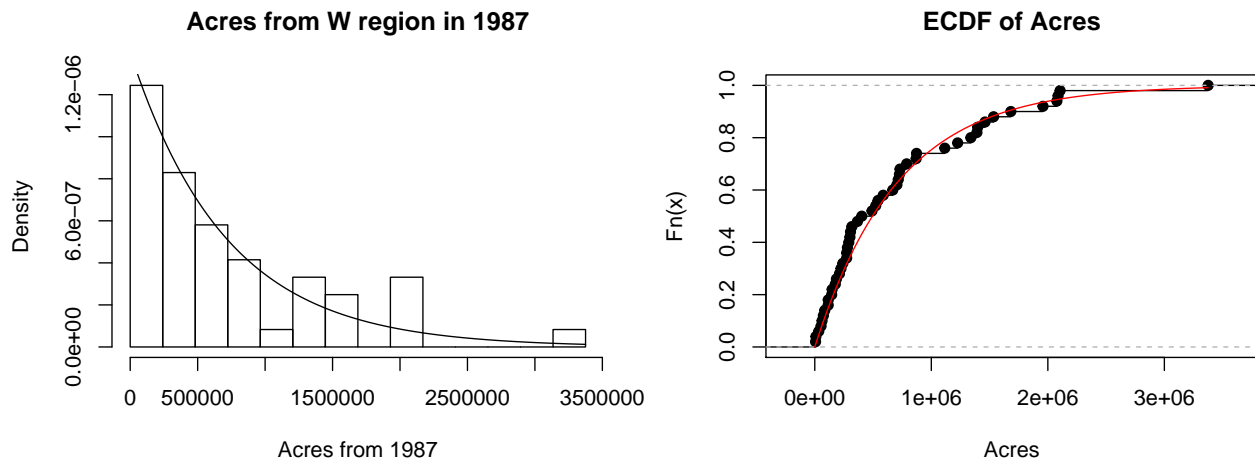 Acres from W region in 1987
Density
0.0e+00 6.0e−07 1.2e−06
0 500000 1500000 2500000 3500000
Acres from 1987
ECDF of Acres
Fn(x)
0.0 0.2 0.4 0.6 0.8 1.0
0e+00 1e+06 2e+06 3e+06
Acres